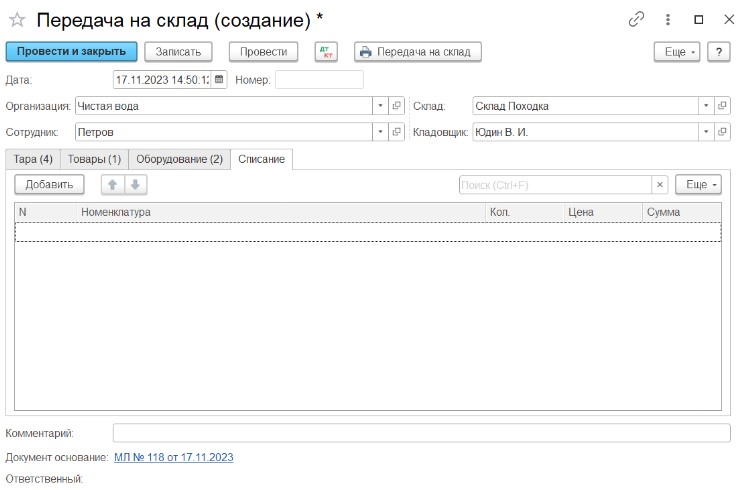 Передача на склад (создание) *
Провести и закрыть Записать Провести ДТ КТ Передача на склад Еще ?
Дата: 17.11.2023 14:50:12 Номер:
Организация: Чистая вода Склад: Склад Походка
Сотрудник: Петров Кладовщик: Юдин В. И.
Тара (4) Товары (1) Оборудование (2) Списание
Добавить Поиск (Ctrl+F) × Еще
N Номенклатура Кол. Цена Сумма
Комментарий:
Документ основание: МЛ № 118 от 17.11.2023
Ответственный: